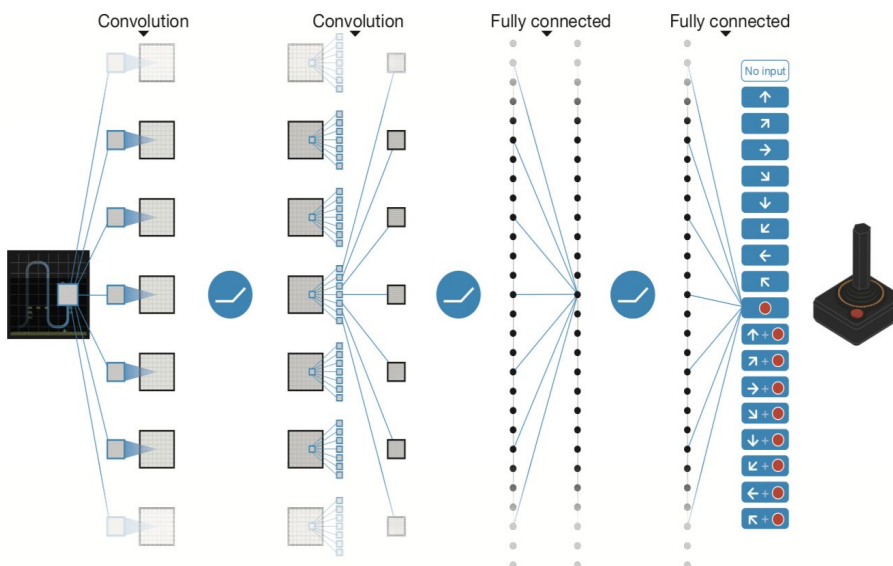 Convolution
Convolution
Fully connected
Fully connected
No input
+
+
+
+
+
+
+
+